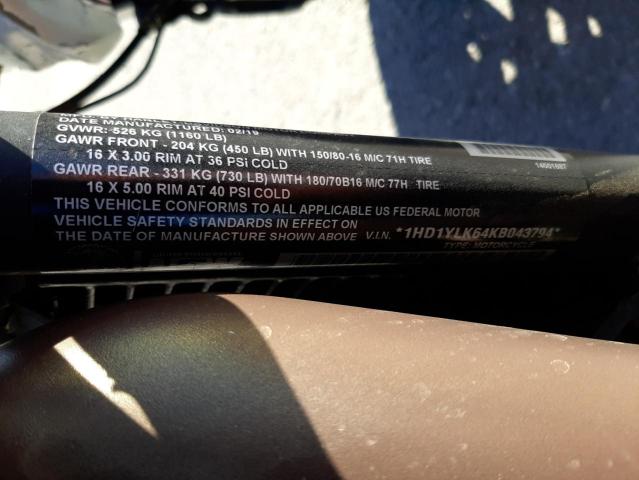 DATE MANUFACTURED: 02/19
GVWR: 526 KG (1160 LB)
GAWR FRONT - 204 KG (450 LB) WITH 150/80-16 M/C 71H TIRE
16 X 3.00 RIM AT 36 PSi COLD
GAWR REAR - 331 KG (730 LB) WITH 180/70B16 M/C 77H TIRE
16 X 5.00 RIM AT 40 PSi COLD
THIS VEHICLE CONFORMS TO ALL APPLICABLE US FEDERAL MOTOR
VEHICLE SAFETY STANDARDS IN EFFECT ON
THE DATE OF MANUFACTURE SHOWN ABOVE V.I.N. *1HD1YLK64KB043794*
TYPE: MOTORCYCLE